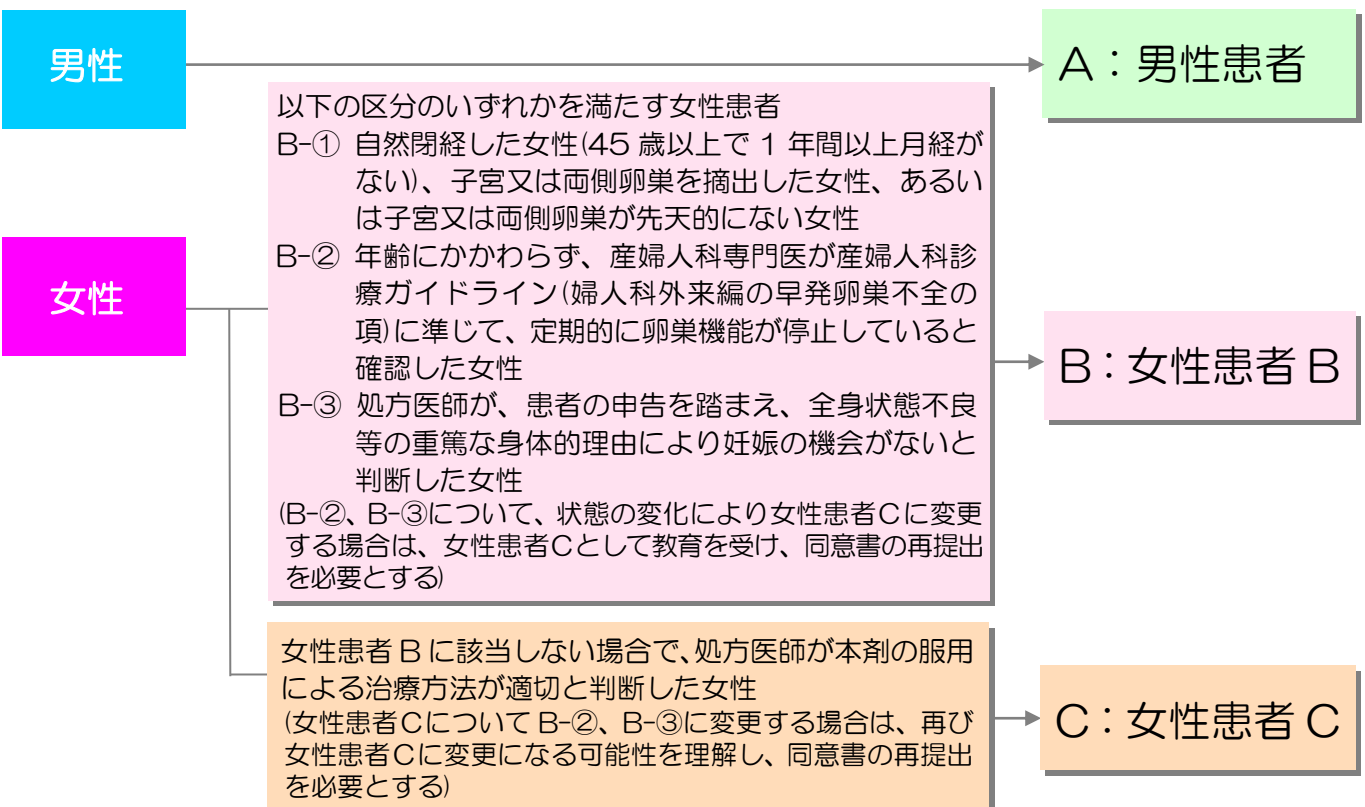 男性
A：男性患者
以下の区分のいずれかを満たす女性患者
B-① 自然閉経した女性(45 歳以上で 1 年間以上月経が
ない)、子宮又は両側卵巣を摘出した女性、あるい
は子宮又は両側卵巣が先天的にない女性
B-② 年齢にかかわらず、産婦人科専門医が産婦人科診
療ガイドライン(婦人科外来編の早発卵巣不全の
項)に準じて、定期的に卵巣機能が停止していると
確認した女性
B-③ 処方医師が、患者の申告を踏まえ、全身状態不良
等の重篤な身体的理由により妊娠の機会がないと
判断した女性
(B-②、B-③について、状態の変化により女性患者Cに変更
する場合は、女性患者Cとして教育を受け、同意書の再提出
を必要とする)
女性
B：女性患者 B
女性患者 B に該当しない場合で、処方医師が本剤の服用
による治療方法が適切と判断した女性
(女性患者Cについて B-②、B-③に変更する場合は、再び
女性患者Cに変更になる可能性を理解し、同意書の再提出
を必要とする)
C：女性患者 C